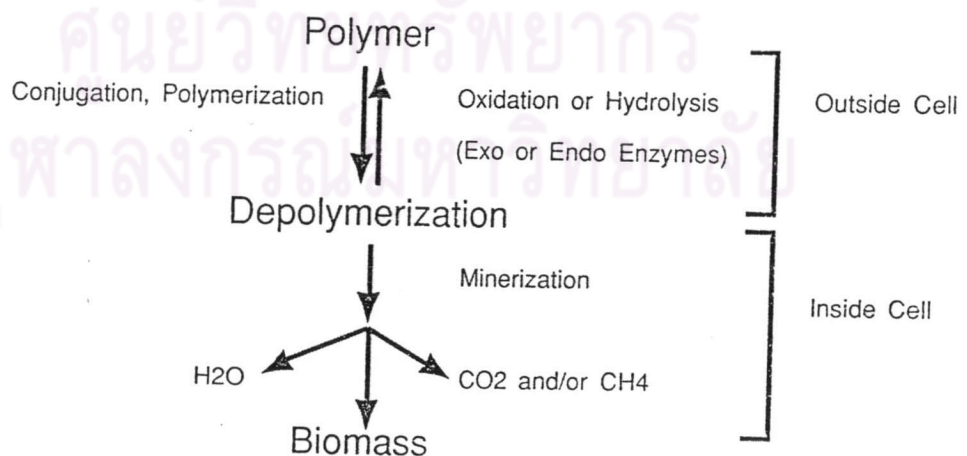 ศูนย์วิทยทรัพยากร
Polymer
Conjugation, Polymerization
Oxidation or Hydrolysis
(Exo or Endo Enzymes)
Outside Cell
ฬาลงกรณ์มหาวิทยาลัย
Depolymerization
Minerization
Inside Cell
H2O
CO2 and/or CH4
Biomass